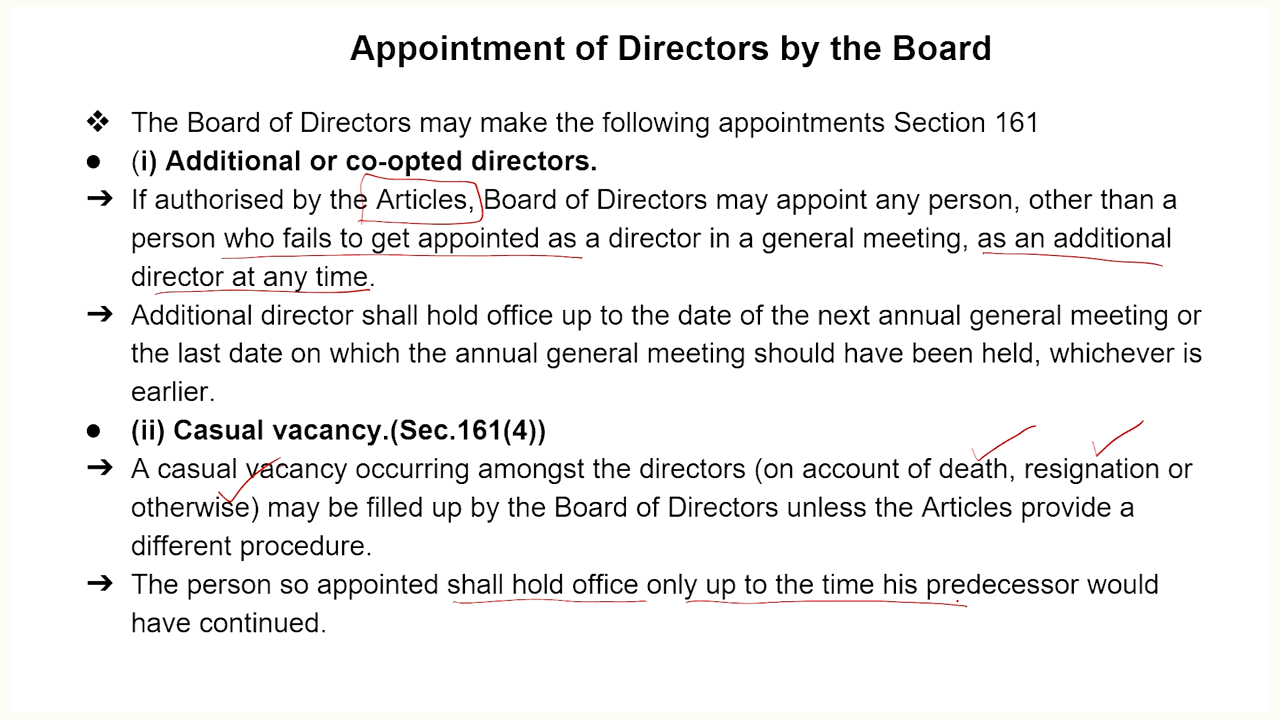 Appointment of Directors by the Board
❖ The Board of Directors may make the following appointments Section 161
● (i) Additional or co-opted directors.
➔ If authorised by the Articles, Board of Directors may appoint any person, other than a
person who fails to get appointed as a director in a general meeting, as an additional
director at any time.
➔ Additional director shall hold office up to the date of the next annual general meeting or
the last date on which the annual general meeting should have been held, whichever is
earlier.
● (ii) Casual vacancy.(Sec.161(4))
➔ A casual vacancy occurring amongst the directors (on account of death, resignation or
otherwise) may be filled up by the Board of Directors unless the Articles provide a
different procedure.
➔ The person so appointed shall hold office only up to the time his predecessor would
have continued.